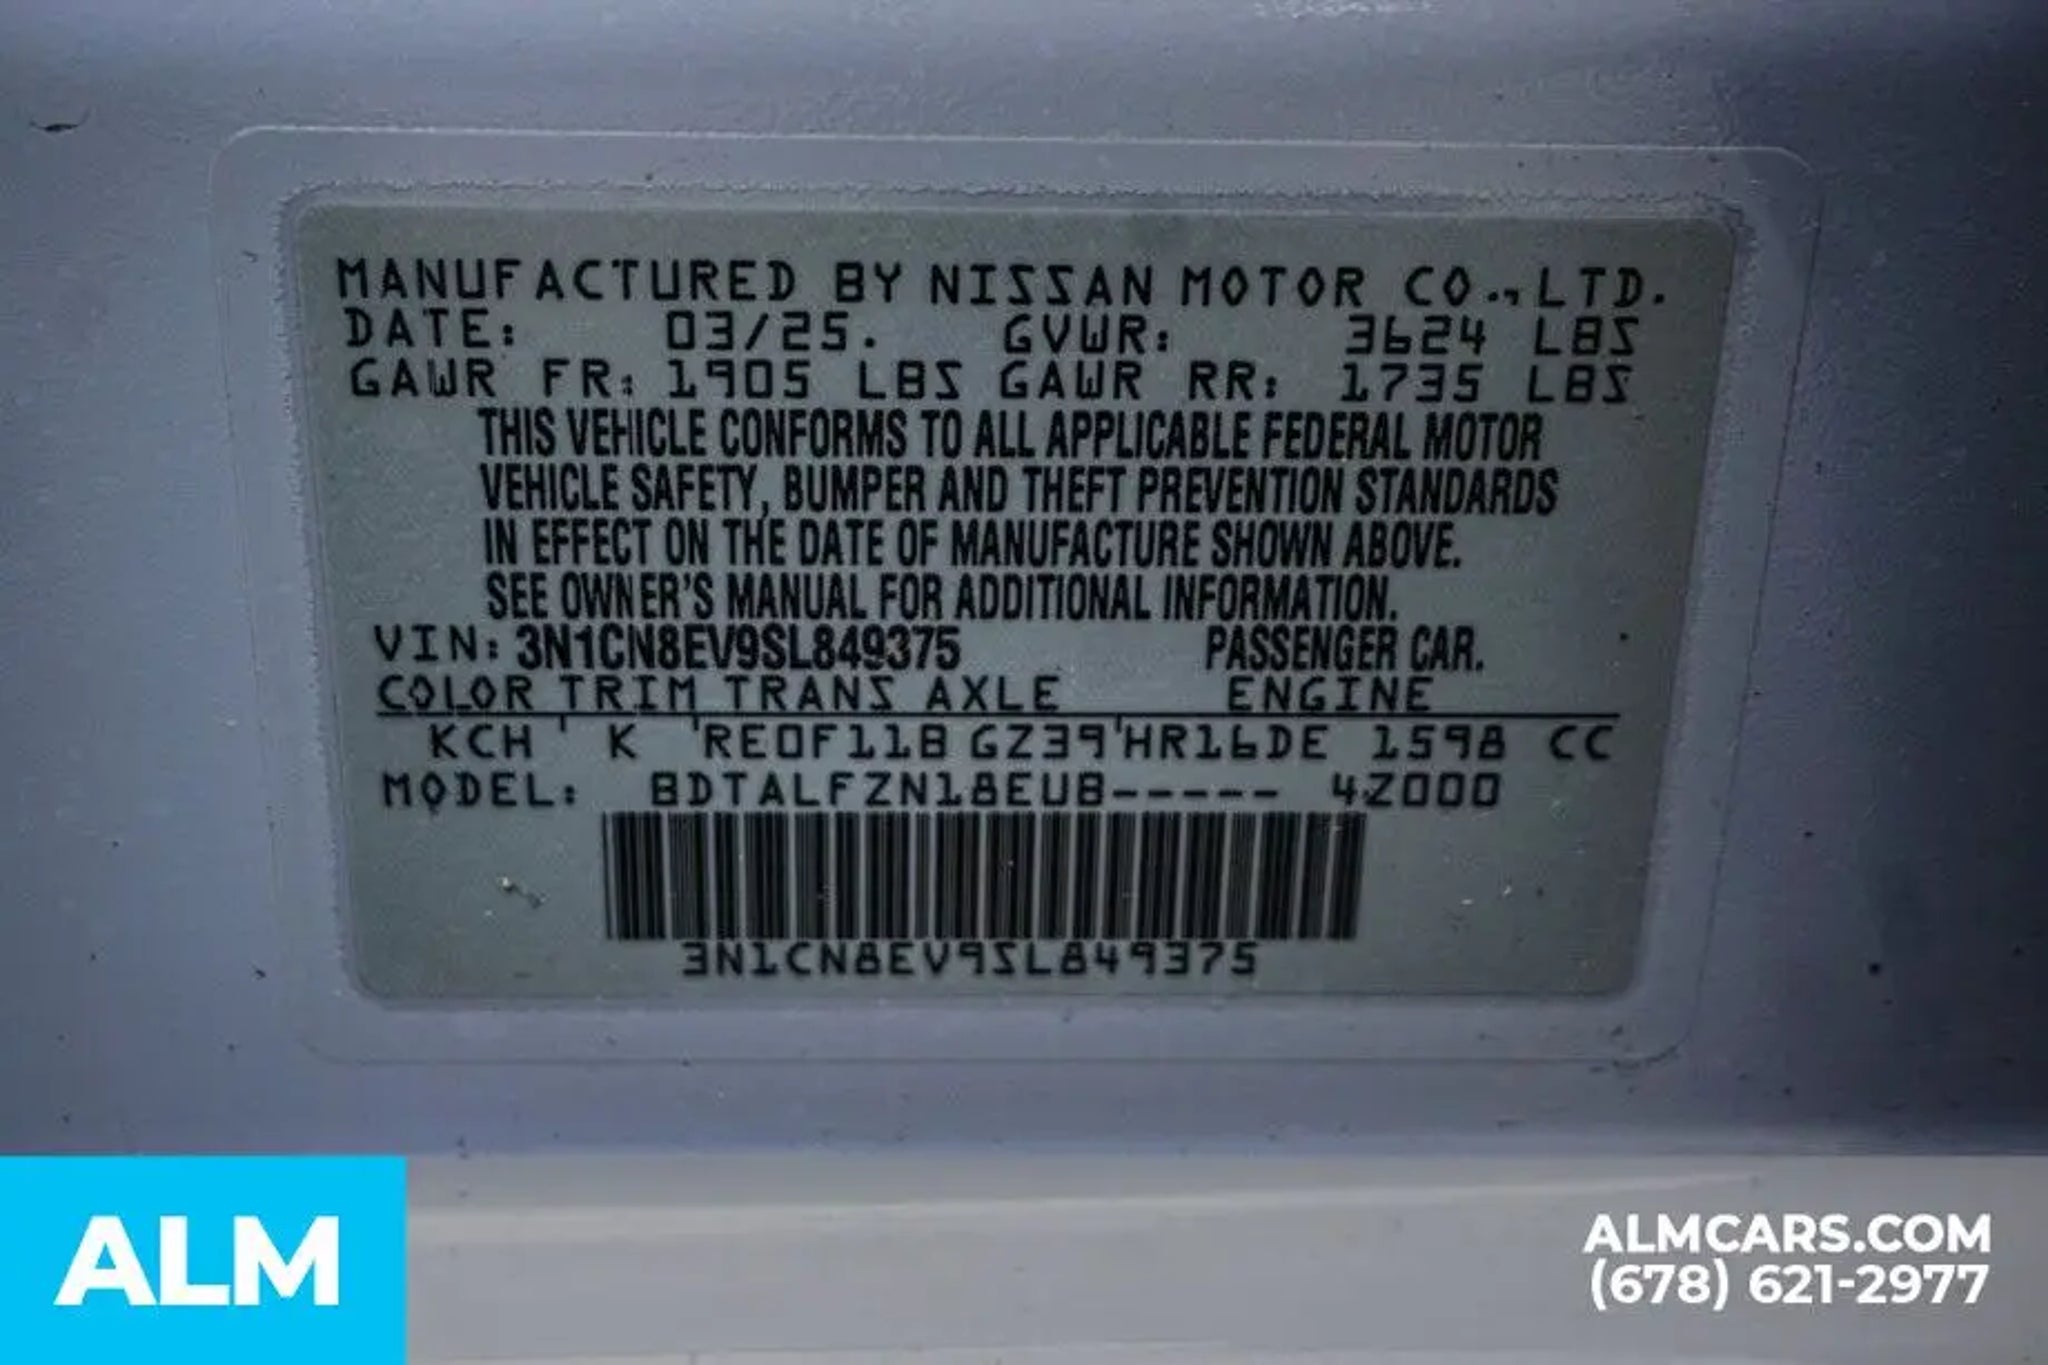 MANUFACTURED BY NISSAN MOTOR CO.,LTD.
DATE: 03/25. GVWR: 3624 LBS
GAWR FR: 1905 LBS GAWR RR: 1735 LBS
THIS VEHICLE CONFORMS TO ALL APPLICABLE FEDERAL MOTOR
VEHICLE SAFETY, BUMPER AND THEFT PREVENTION STANDARDS
IN EFFECT ON THE DATE OF MANUFACTURE SHOWN ABOVE.
SEE OWNER'S MANUAL FOR ADDITIONAL INFORMATION.
VIN: 3N1CN8EV9SL849375 PASSENGER CAR.
COLOR TRIM TRANS AXLE ENGINE
KCH K RE0F11B GZ39 HR16DE 1598 CC
MODEL: BDTALFZN18EUB----- 4Z000
3N1CN8EV9SL849375
ALM
ALMCARS.COM
(678) 621-2977